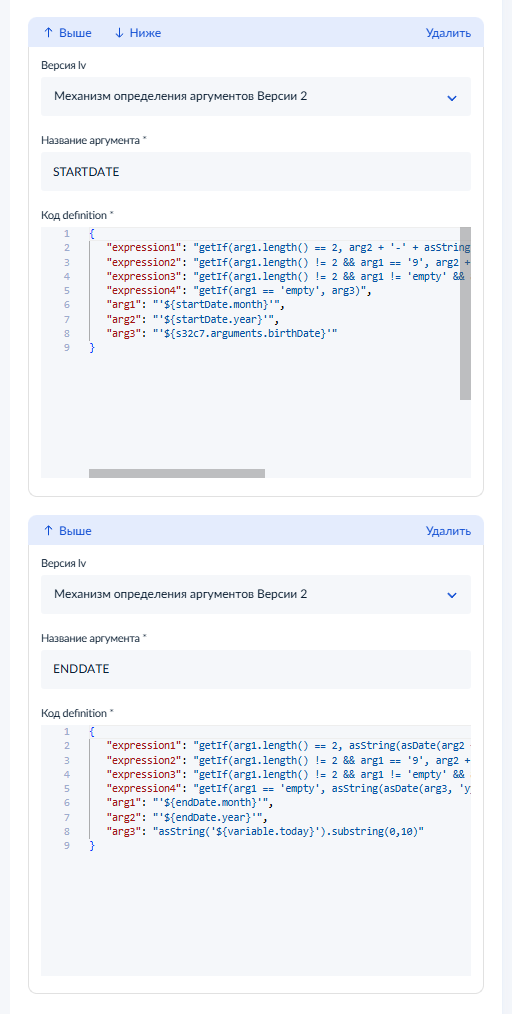 ↑ Выше ↓ Ниже Удалить
Версия lv
Механизм определения аргументов Версии 2
Название аргумента *
STARTDATE
Код definition *
1 {
2 "expression1": "getIf(arg1.length() == 2, arg2 + '-' + asString
3 "expression2": "getIf(arg1.length() != 2 && arg1 == '9', arg2 +
4 "expression3": "getIf(arg1.length() != 2 && arg1 != 'empty' &&
5 "expression4": "getIf(arg1 == 'empty', arg3)",
6 "arg1": "'${startDate.month}'",
7 "arg2": "'${startDate.year}'",
8 "arg3": "'${s32c7.arguments.birthDate}'"
9 }
↑ Выше Удалить
Версия lv
Механизм определения аргументов Версии 2
Название аргумента *
ENDDATE
Код definition *
1 {
2 "expression1": "getIf(arg1.length() == 2, asString(asDate(arg2
3 "expression2": "getIf(arg1.length() != 2 && arg1 == '9', arg2 +
4 "expression3": "getIf(arg1.length() != 2 && arg1 != 'empty' &&
5 "expression4": "getIf(arg1 == 'empty', asString(asDate(arg3, 'y
6 "arg1": "'${endDate.month}'",
7 "arg2": "'${endDate.year}'",
8 "arg3": "asString('${variable.today}').substring(0,10)"
9 }